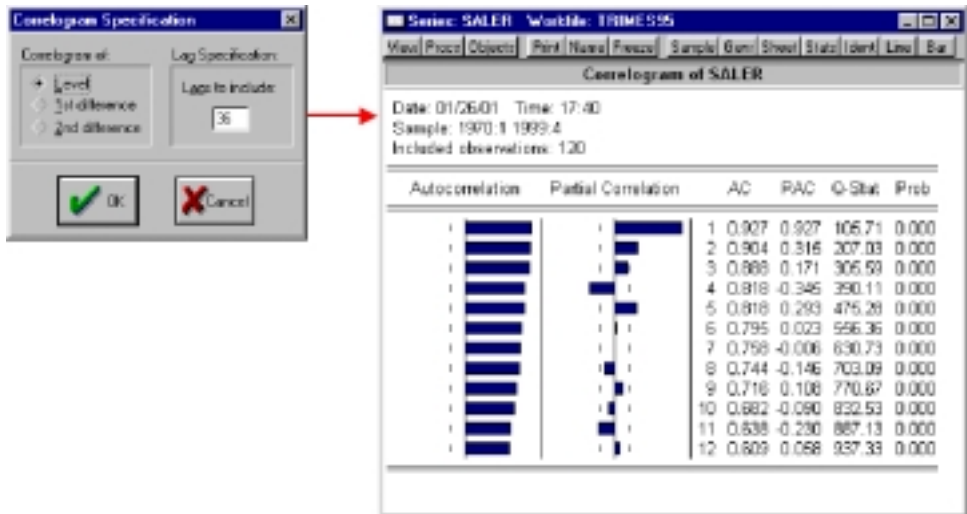 Correlogram Specification
Correlogram of:
Level
1st difference
2nd difference
Lag Specification:
Lags to include:
36
OK
Cancel
Series: SALER Workfile: TRIMES95
View Procs Objects Print Name Freeze Sample Genr Sheet Stats Ident Line Bar
Correlogram of SALER
Date: 01/26/01 Time: 17:40
Sample: 1970:1 1999:4
Included observations: 120
Autocorrelation Partial Correlation AC PAC Q-Stat Prob
1 0.927 0.927 105.71 0.000
2 0.904 0.316 207.03 0.000
3 0.888 0.171 305.59 0.000
4 0.818 -0.346 390.11 0.000
5 0.818 0.293 475.28 0.000
6 0.795 0.023 556.36 0.000
7 0.758 -0.006 630.73 0.000
8 0.744 -0.146 703.09 0.000
9 0.716 0.108 770.67 0.000
10 0.682 -0.090 832.53 0.000
11 0.638 -0.230 887.13 0.000
12 0.609 0.058 937.33 0.000